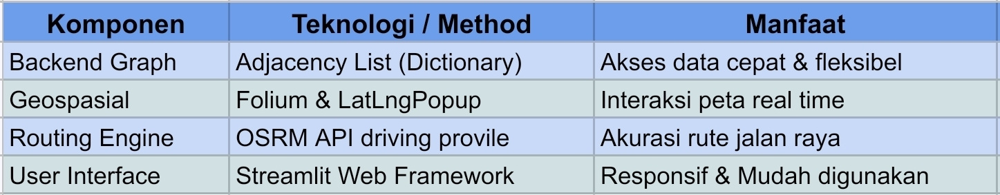 Komponen Teknologi / Method Manfaat
Backend Graph Adjacency List (Dictionary) Akses data cepat & fleksibel
Geospasial Folium & LatLngPopup Interaksi peta real time
Routing Engine OSRM API driving provile Akurasi rute jalan raya
User Interface Streamlit Web Framework Responsif & Mudah digunakan